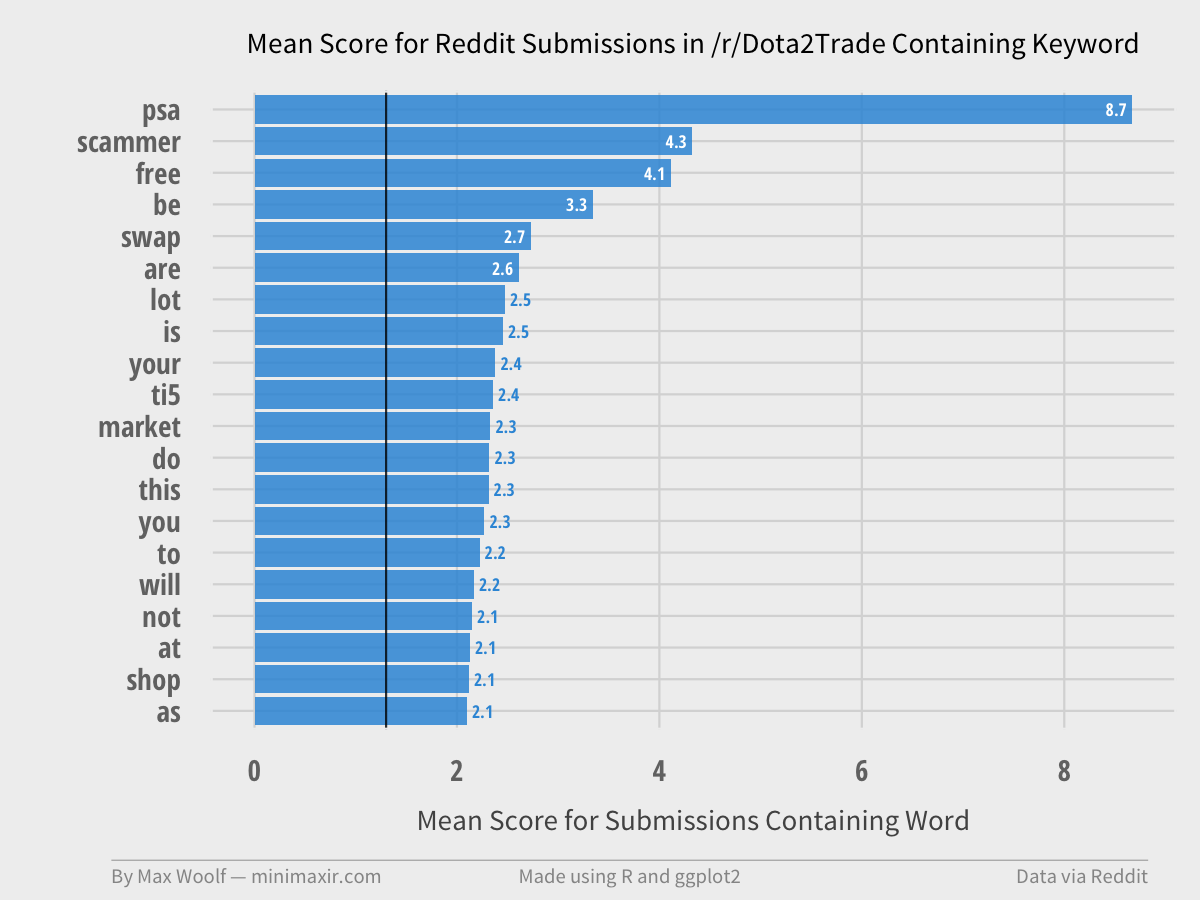 Mean Score for Reddit Submissions in /r/Dota2Trade Containing Keyword
psa 8.7
scammer 4.3
free 4.1
be 3.3
swap 2.7
are 2.6
lot 2.5
is 2.5
your 2.4
ti5 2.4
market 2.3
do 2.3
this 2.3
you 2.3
to 2.2
will 2.2
not 2.1
at 2.1
shop 2.1
as 2.1
0 2 4 6 8
Mean Score for Submissions Containing Word
By Max Woolf — minimaxir.com Made using R and ggplot2 Data via Reddit